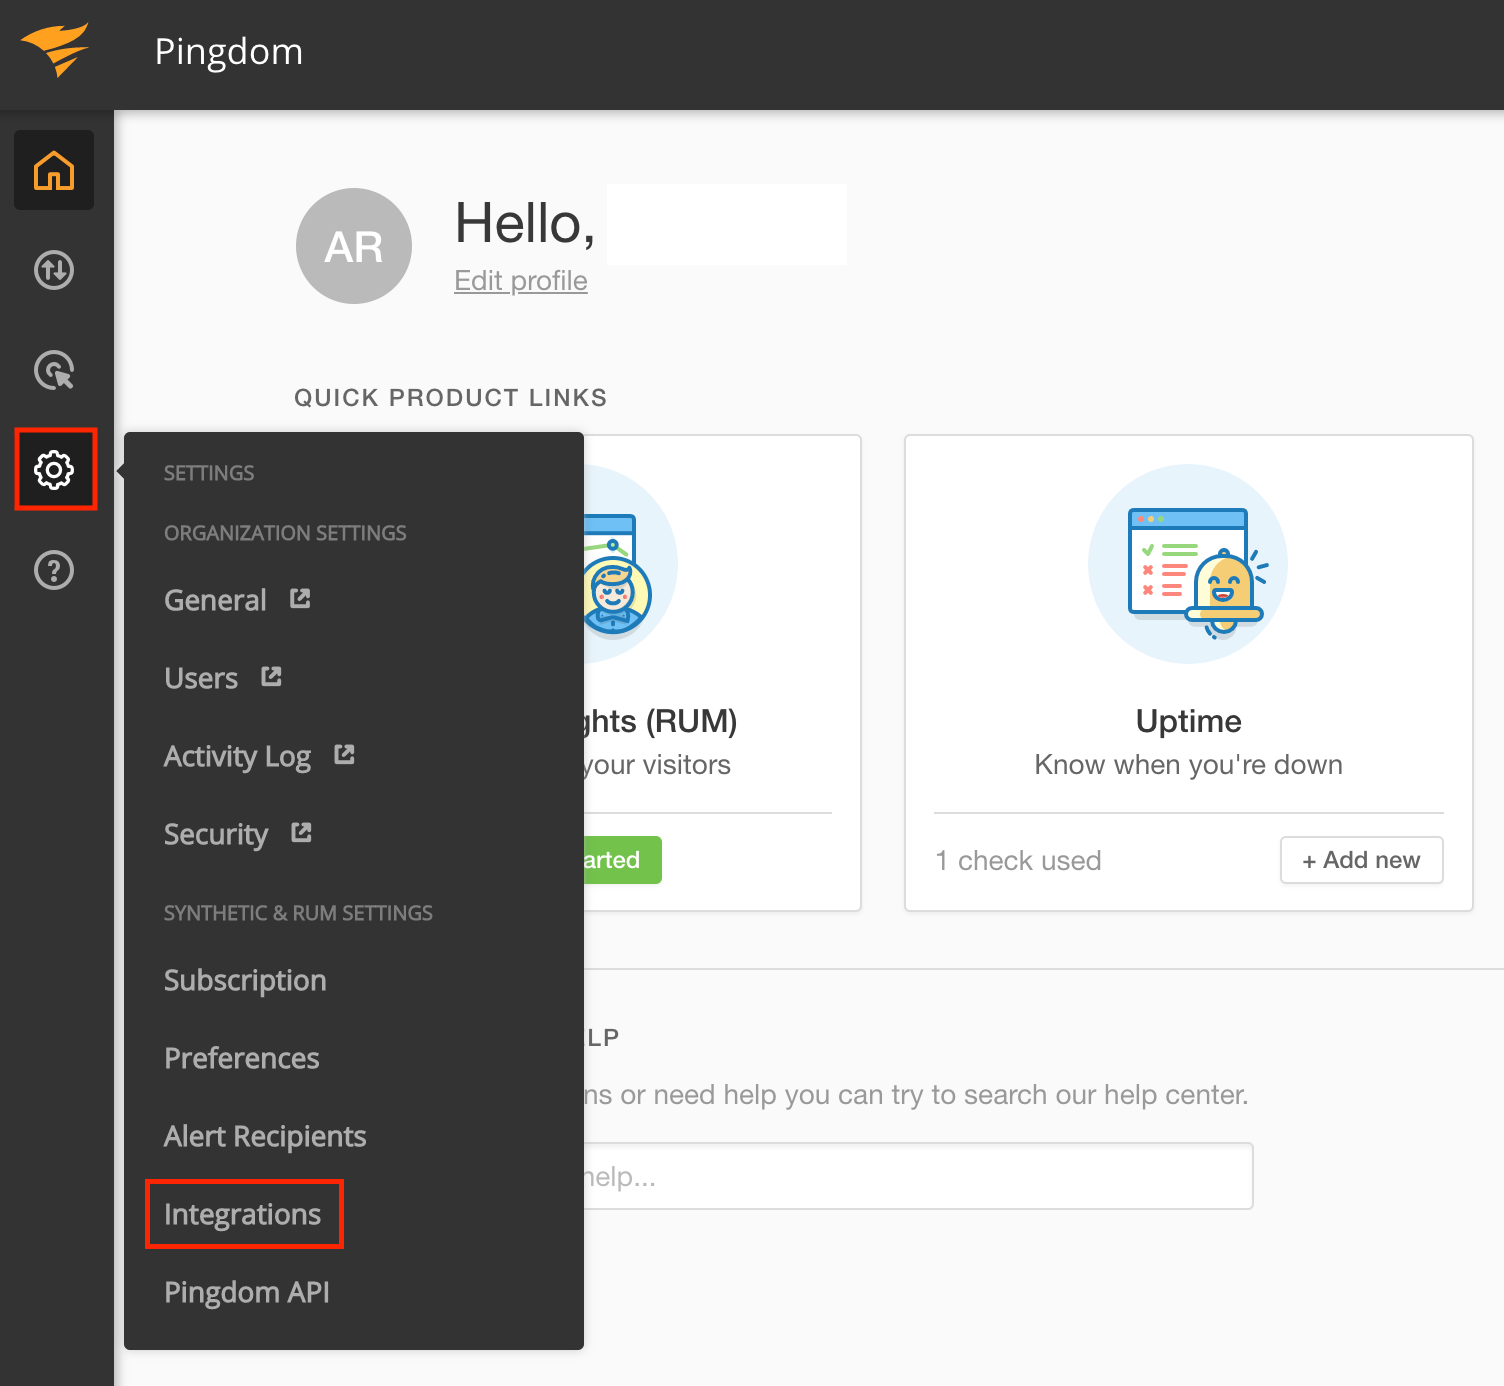 Pingdom
AR
Hello,
Edit profile
QUICK PRODUCT LINKS
SETTINGS
ORGANIZATION SETTINGS
General
Users
Activity Log
Security
SYNTHETIC & RUM SETTINGS
Subscription
Preferences
Alert Recipients
Integrations
Pingdom API
ghts (RUM)
your visitors
arted
Uptime
Know when you're down
1 check used
+ Add new
LP
ns or need help you can try to search our help center.
help...